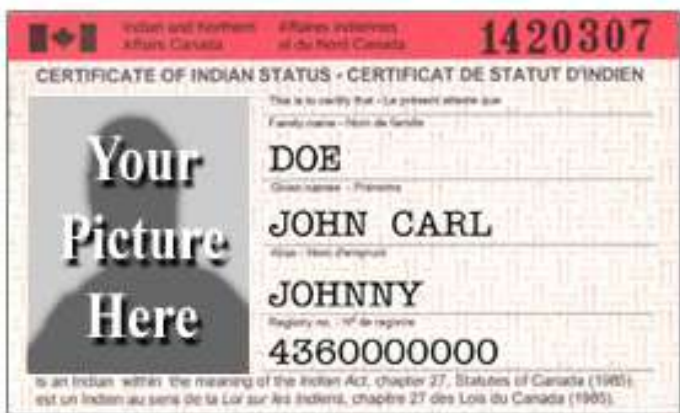 Indian and Northern Affaires indiennes 1420307
Affairs Canada et du Nord Canada
CERTIFICATE OF INDIAN STATUS - CERTIFICAT DE STATUT D'INDIEN
This is to certify that - Le présent atteste que
Family name - Nom de famille
DOE
Given names - Prénoms
JOHN CARL
Alias - Nom d'emprunt
JOHNNY
Registry no. - Nº de registre
4360000000
Your
Picture
Here
is an Indian within the meaning of the Indian Act, chapter 27, Statutes of Canada (1985).
est un Indien au sens de la Loi sur les Indiens, chapitre 27 des Lois du Canada (1985).